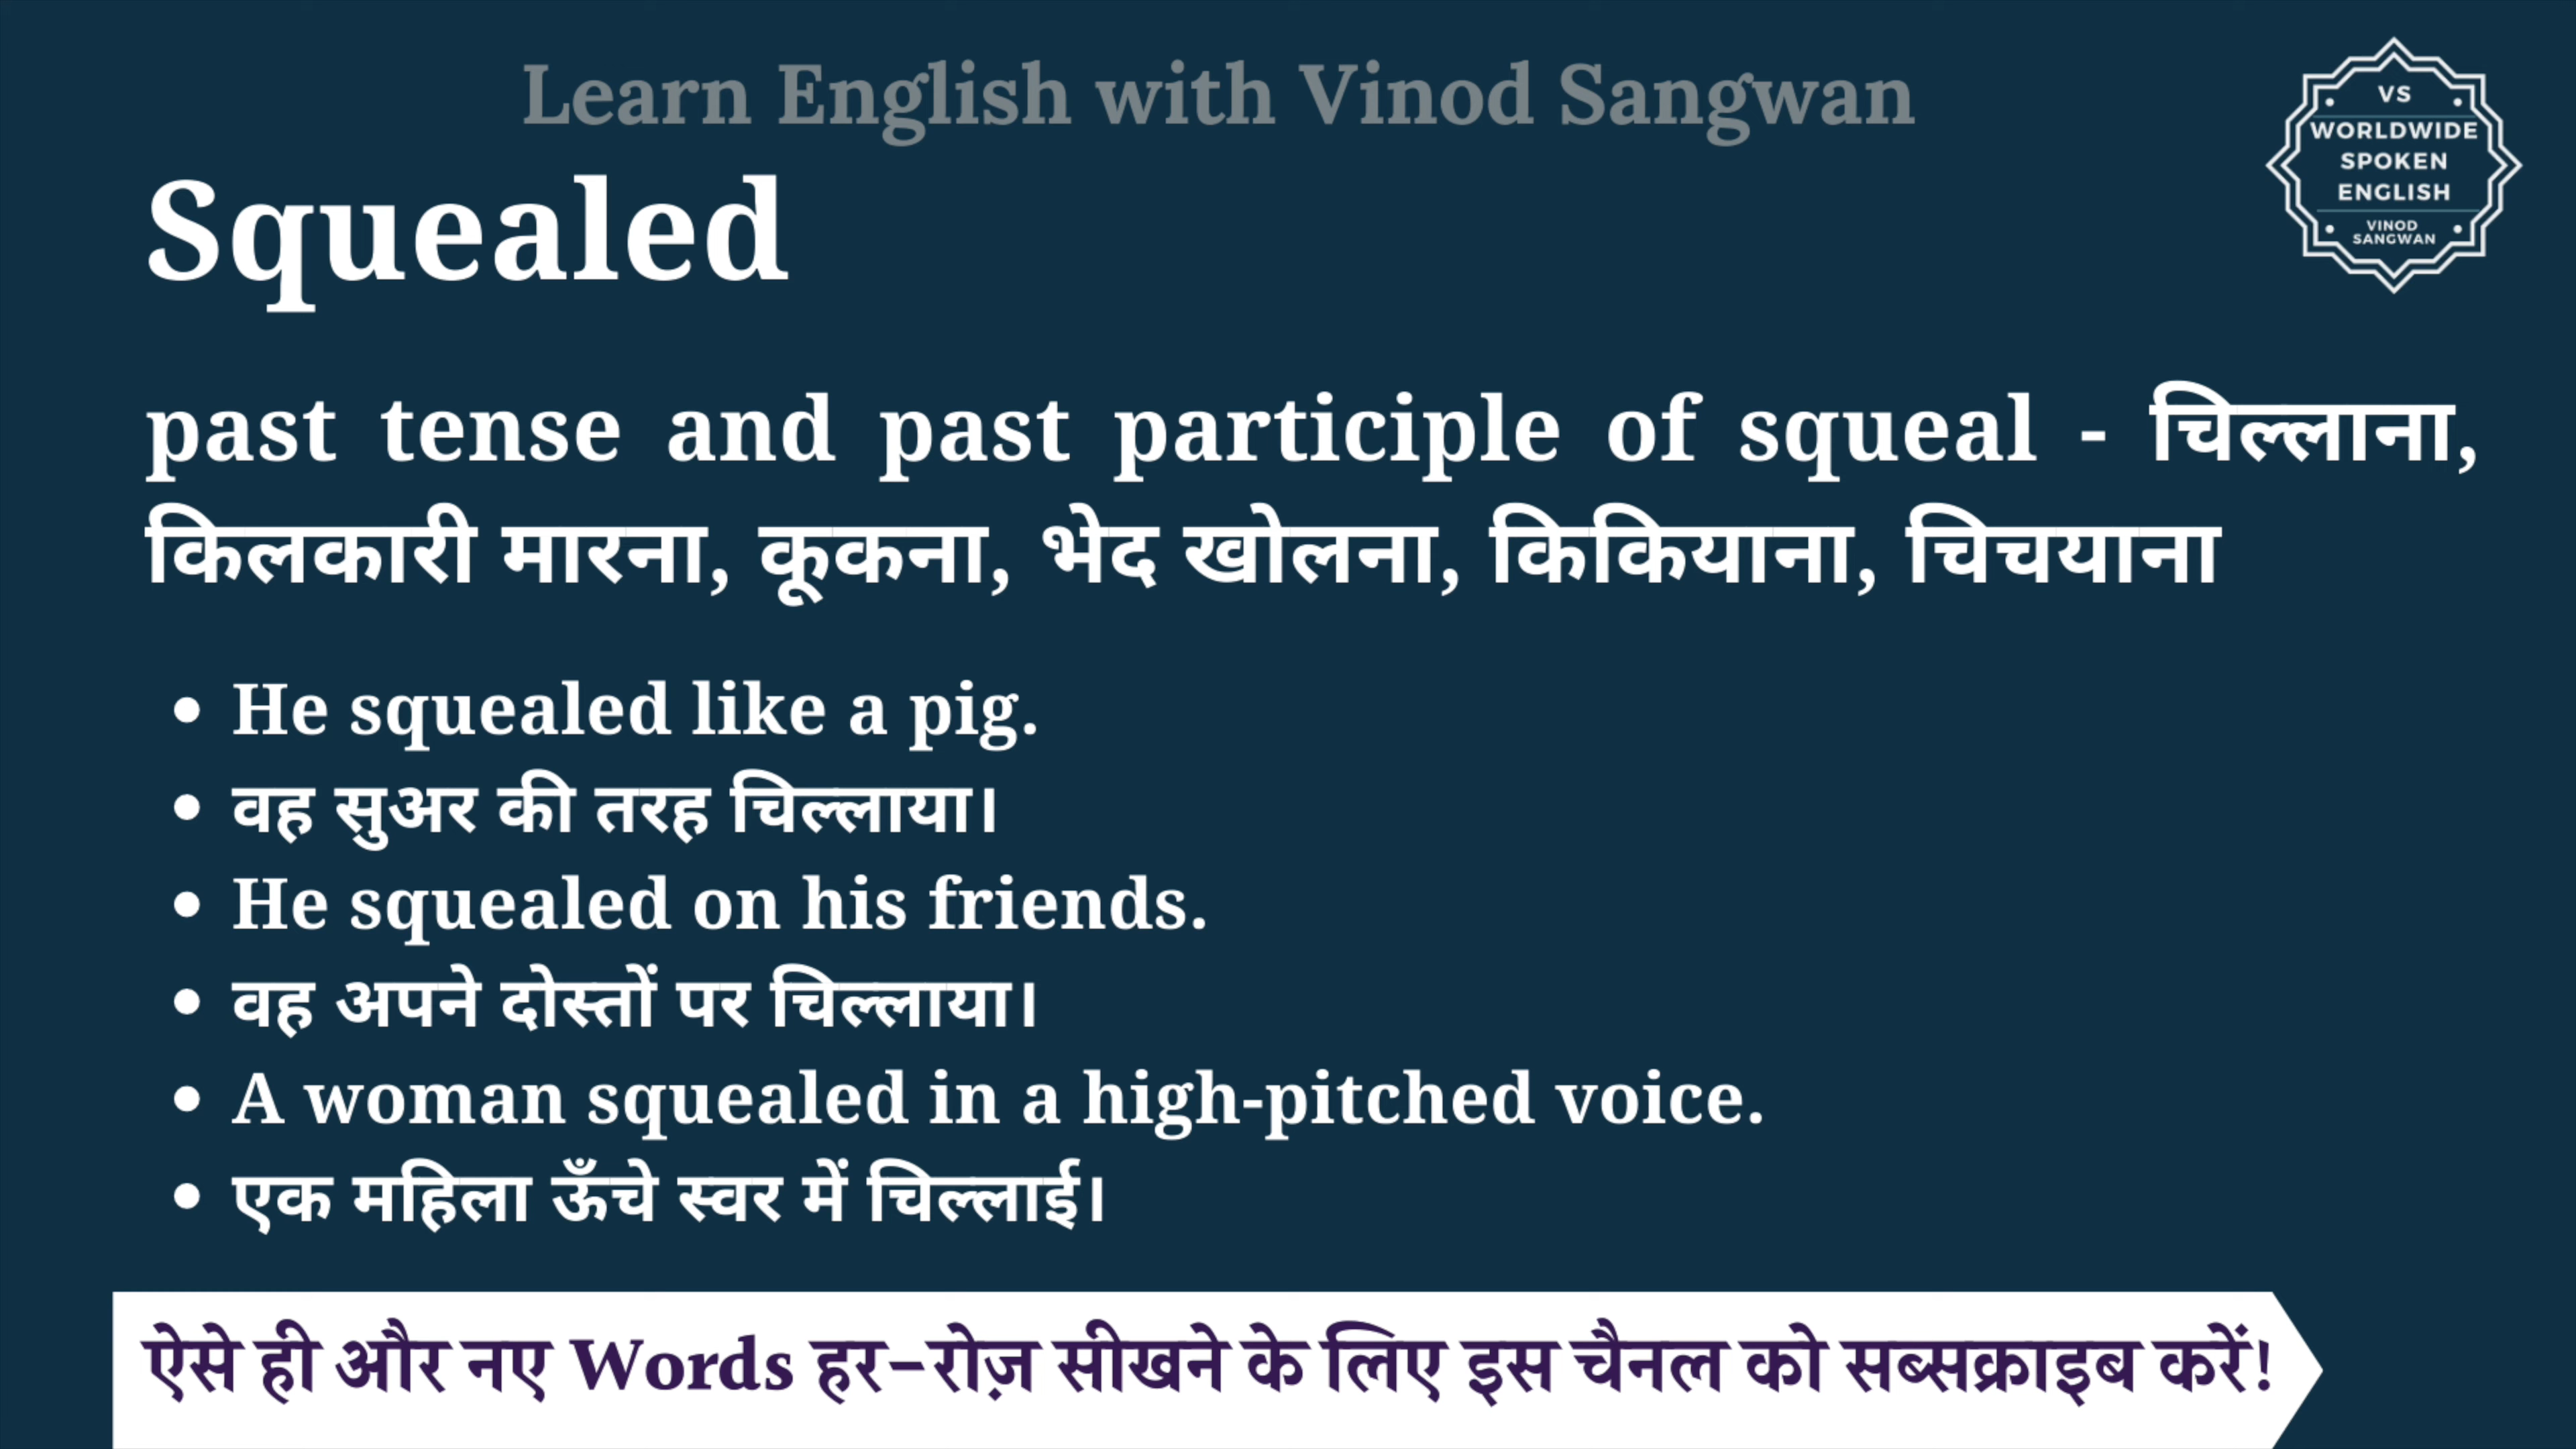 Learn English with Vinod Sangwan
VS
WORLDWIDE
SPOKEN
ENGLISH
VINOD
SANGWAN
Squealed
past tense and past participle of squeal - चिल्लाना,
किलकारी मारना, कूकना, भेद खोलना, किकियाना, चिचयाना
• He squealed like a pig.
• वह सुअर की तरह चिल्लाया।
• He squealed on his friends.
• वह अपने दोस्तों पर चिल्लाया।
• A woman squealed in a high-pitched voice.
• एक महिला ऊँचे स्वर में चिल्लाई।
ऐसे ही और नए Words हर-रोज़ सीखने के लिए इस चैनल को सब्सक्राइब करें!